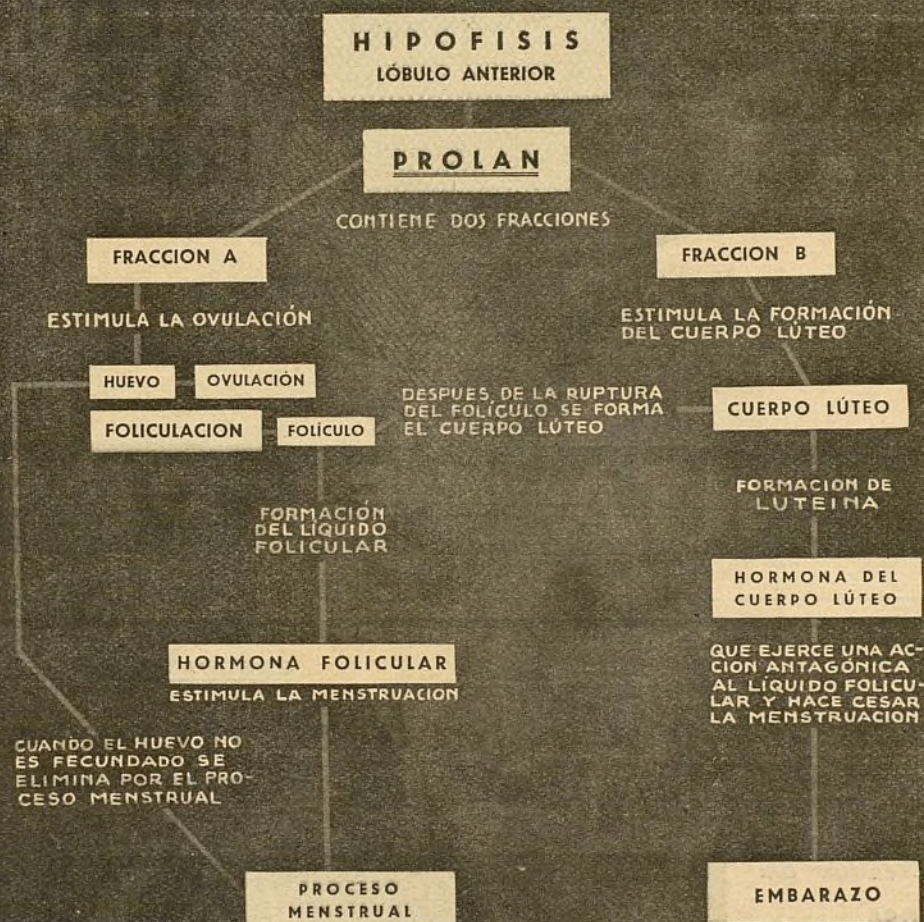 HIPOFISIS
LÓBULO ANTERIOR
PROLAN
CONTIENE DOS FRACCIONES
FRACCION A
FRACCION B
ESTIMULA LA OVULACIÓN
ESTIMULA LA FORMACIÓN
DEL CUERPO LÚTEO
HUEVO
OVULACIÓN
FOLICULACION
FOLÍCULO
DESPUES DE LA RUPTURA
DEL FOLÍCULO SE FORMA
EL CUERPO LÚTEO
CUERPO LÚTEO
FORMACIÓN
DEL LÍQUIDO
FOLICULAR
FORMACION DE
LUTEINA
HORMONA DEL
CUERPO LÚTEO
HORMONA FOLICULAR
ESTIMULA LA MENSTRUACIÓN
QUE EJERCE UNA AC-
CION ANTAGÓNICA
AL LÍQUIDO FOLICU-
LAR Y HACE CESAR
LA MENSTRUACION
CUANDO EL HUEVO NO
ES FECUNDADO SE
ELIMINA POR EL PRO-
CESO MENSTRUAL
PROCESO
MENSTRUAL
EMBARAZO